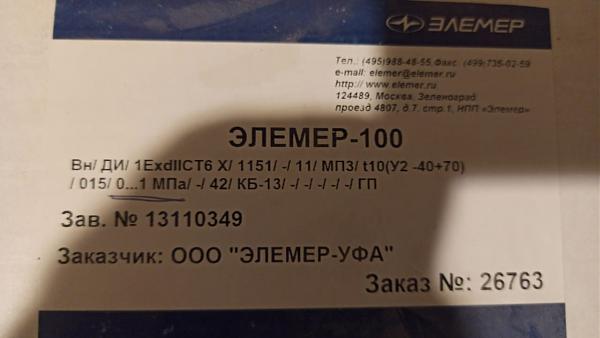 ЭЛЕМЕР
Тел.: (495)988-48-55, Факс: (499)735-02-59
e-mail: elemer@elemer.ru
http:// www.elemer.ru
124489, Москва, Зеленоград
проезд 4807, д.7, стр.1, НПП «Элемер»
ЭЛЕМЕР-100
Вн/ ДИ/ 1ExdIICT6 X/ 1151/ -/ 11/ МП3/ t10(У2 -40+70)
/ 015/ 0...1 МПа/ -/ 42/ КБ-13/ -/ -/ -/ -/ -/ ГП
Зав. № 13110349
Заказчик: ООО "ЭЛЕМЕР-УФА"
Заказ №: 26763